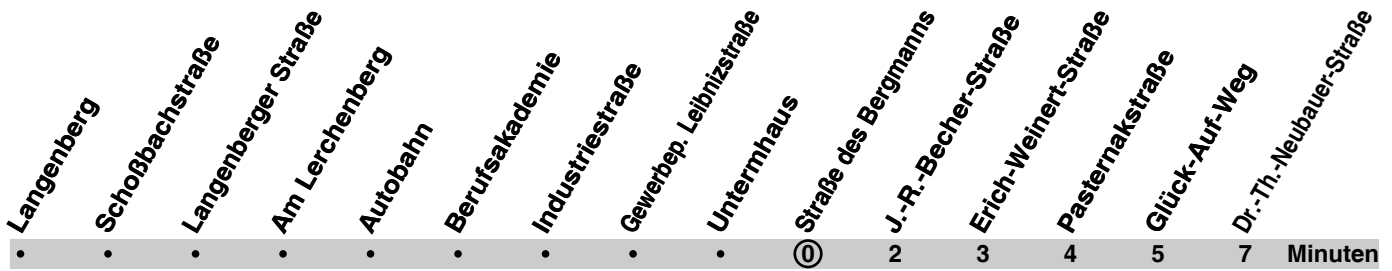 Langenberg
Schoßbachstraße
Langenberger Straße
Am Lerchenberg
Autobahn
Berufsakademie
Industriestraße
Gewerbep. Leibnizstraße
Untermhaus
Straße des Bergmanns
J.-R.-Becher-Straße
Erich-Weinert-Straße
Pasternakstraße
Glück-Auf-Weg
Dr.-Th.-Neubauer-Straße
• • • • • • • • • 0 2 3 4 5 7 Minuten